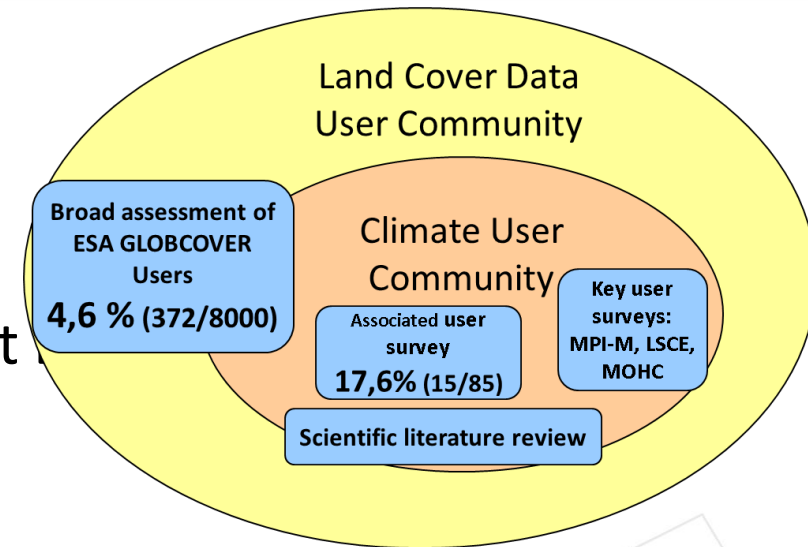 Land Cover Data
User Community
Broad assessment of
ESA GLOBCOVER
Users
4,6 % (372/8000)
Climate User
Community
Associated user
survey
17,6% (15/85)
Key user
surveys:
MPI-M, LSCE,
MOHC
Scientific literature review
t